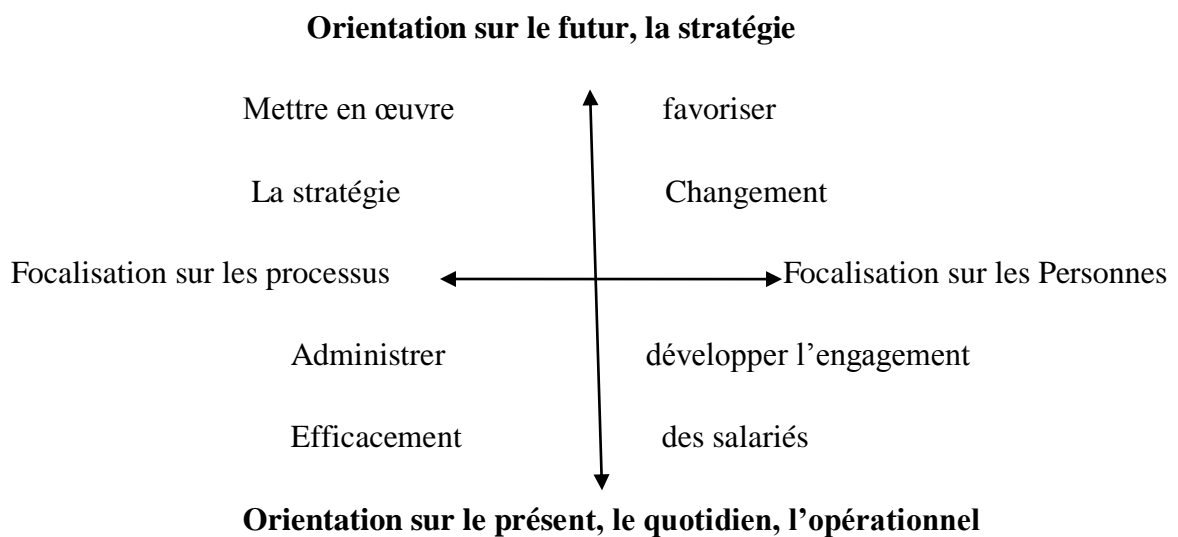 Orientation sur le futur, la stratégie
Mettre en œuvre favoriser
La stratégie Changement
Focalisation sur les processus Focalisation sur les Personnes
Administrer développer l’engagement
Efficacement des salariés
Orientation sur le présent, le quotidien, l’opérationnel